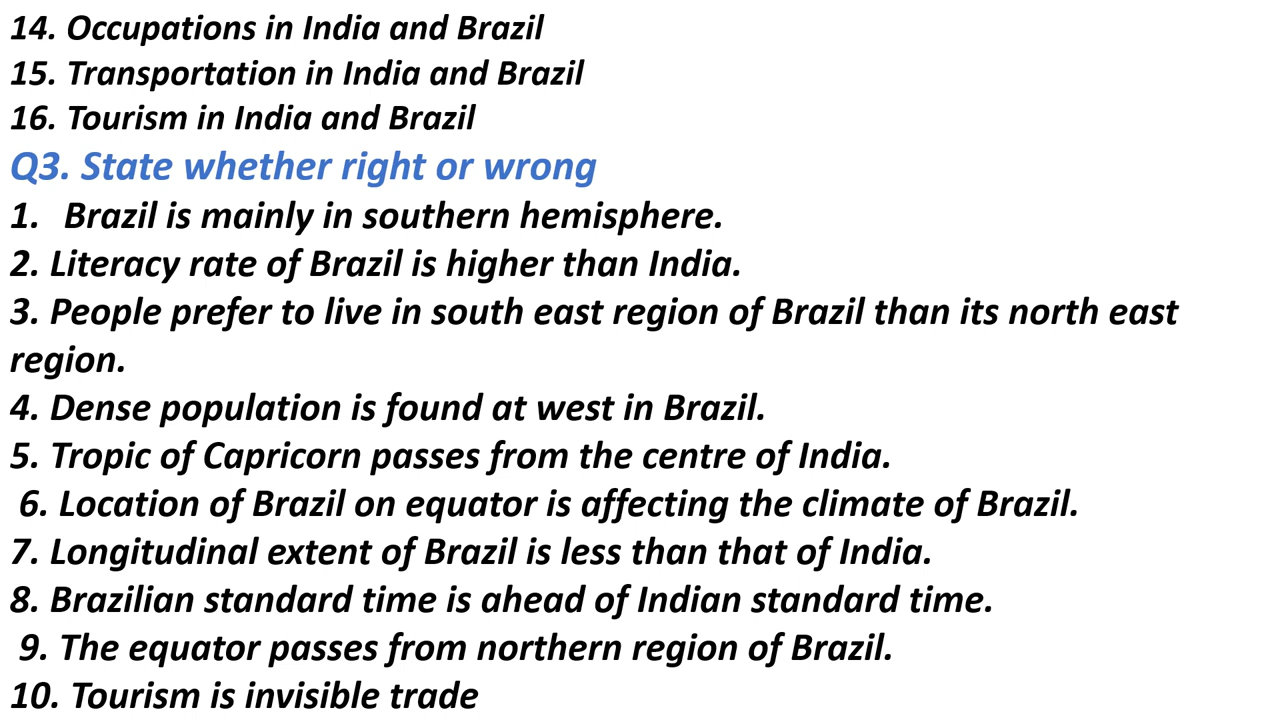 14. Occupations in India and Brazil
15. Transportation in India and Brazil
16. Tourism in India and Brazil
Q3. State whether right or wrong
1. Brazil is mainly in southern hemisphere.
2. Literacy rate of Brazil is higher than India.
3. People prefer to live in south east region of Brazil than its north east
region.
4. Dense population is found at west in Brazil.
5. Tropic of Capricorn passes from the centre of India.
6. Location of Brazil on equator is affecting the climate of Brazil.
7. Longitudinal extent of Brazil is less than that of India.
8. Brazilian standard time is ahead of Indian standard time.
9. The equator passes from northern region of Brazil.
10. Tourism is invisible trade